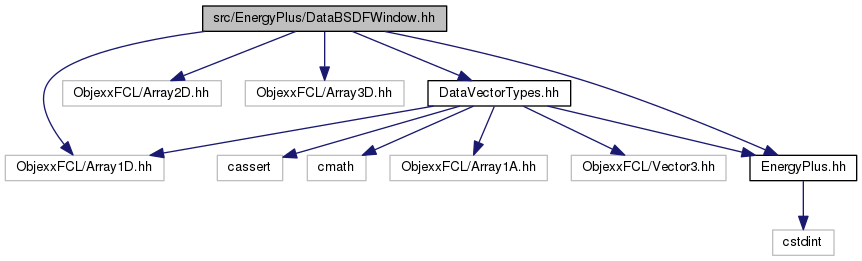 src/EnergyPlus/DataBSDFWindow.hh
ObjexxFCL/Array2D.hh
ObjexxFCL/Array3D.hh
DataVectorTypes.hh
ObjexxFCL/Array1D.hh
cassert
cmath
ObjexxFCL/Array1A.hh
ObjexxFCL/Vector3.hh
EnergyPlus.hh
cstdint